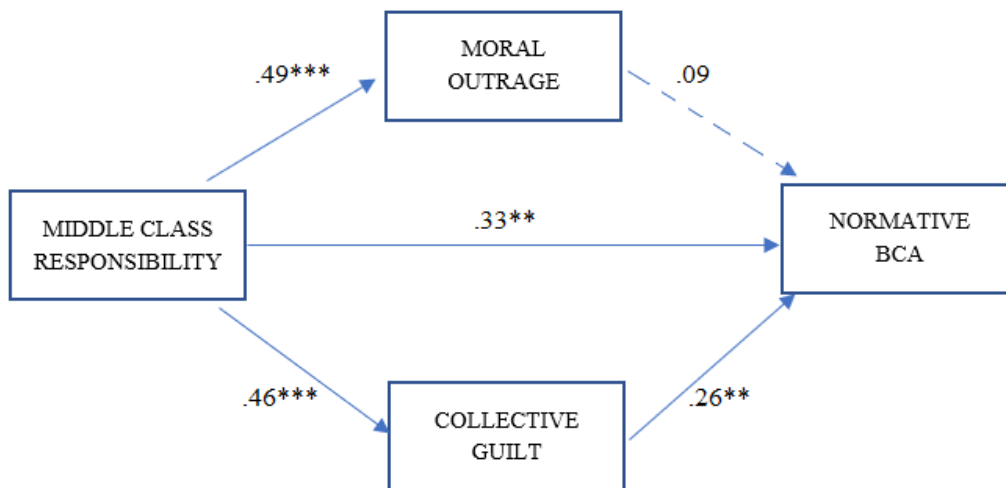 MORAL
OUTRAGE
.49***
.09
MIDDLE CLASS
RESPONSIBILITY
.33**
NORMATIVE
BCA
.46***
.26**
COLLECTIVE
GUILT